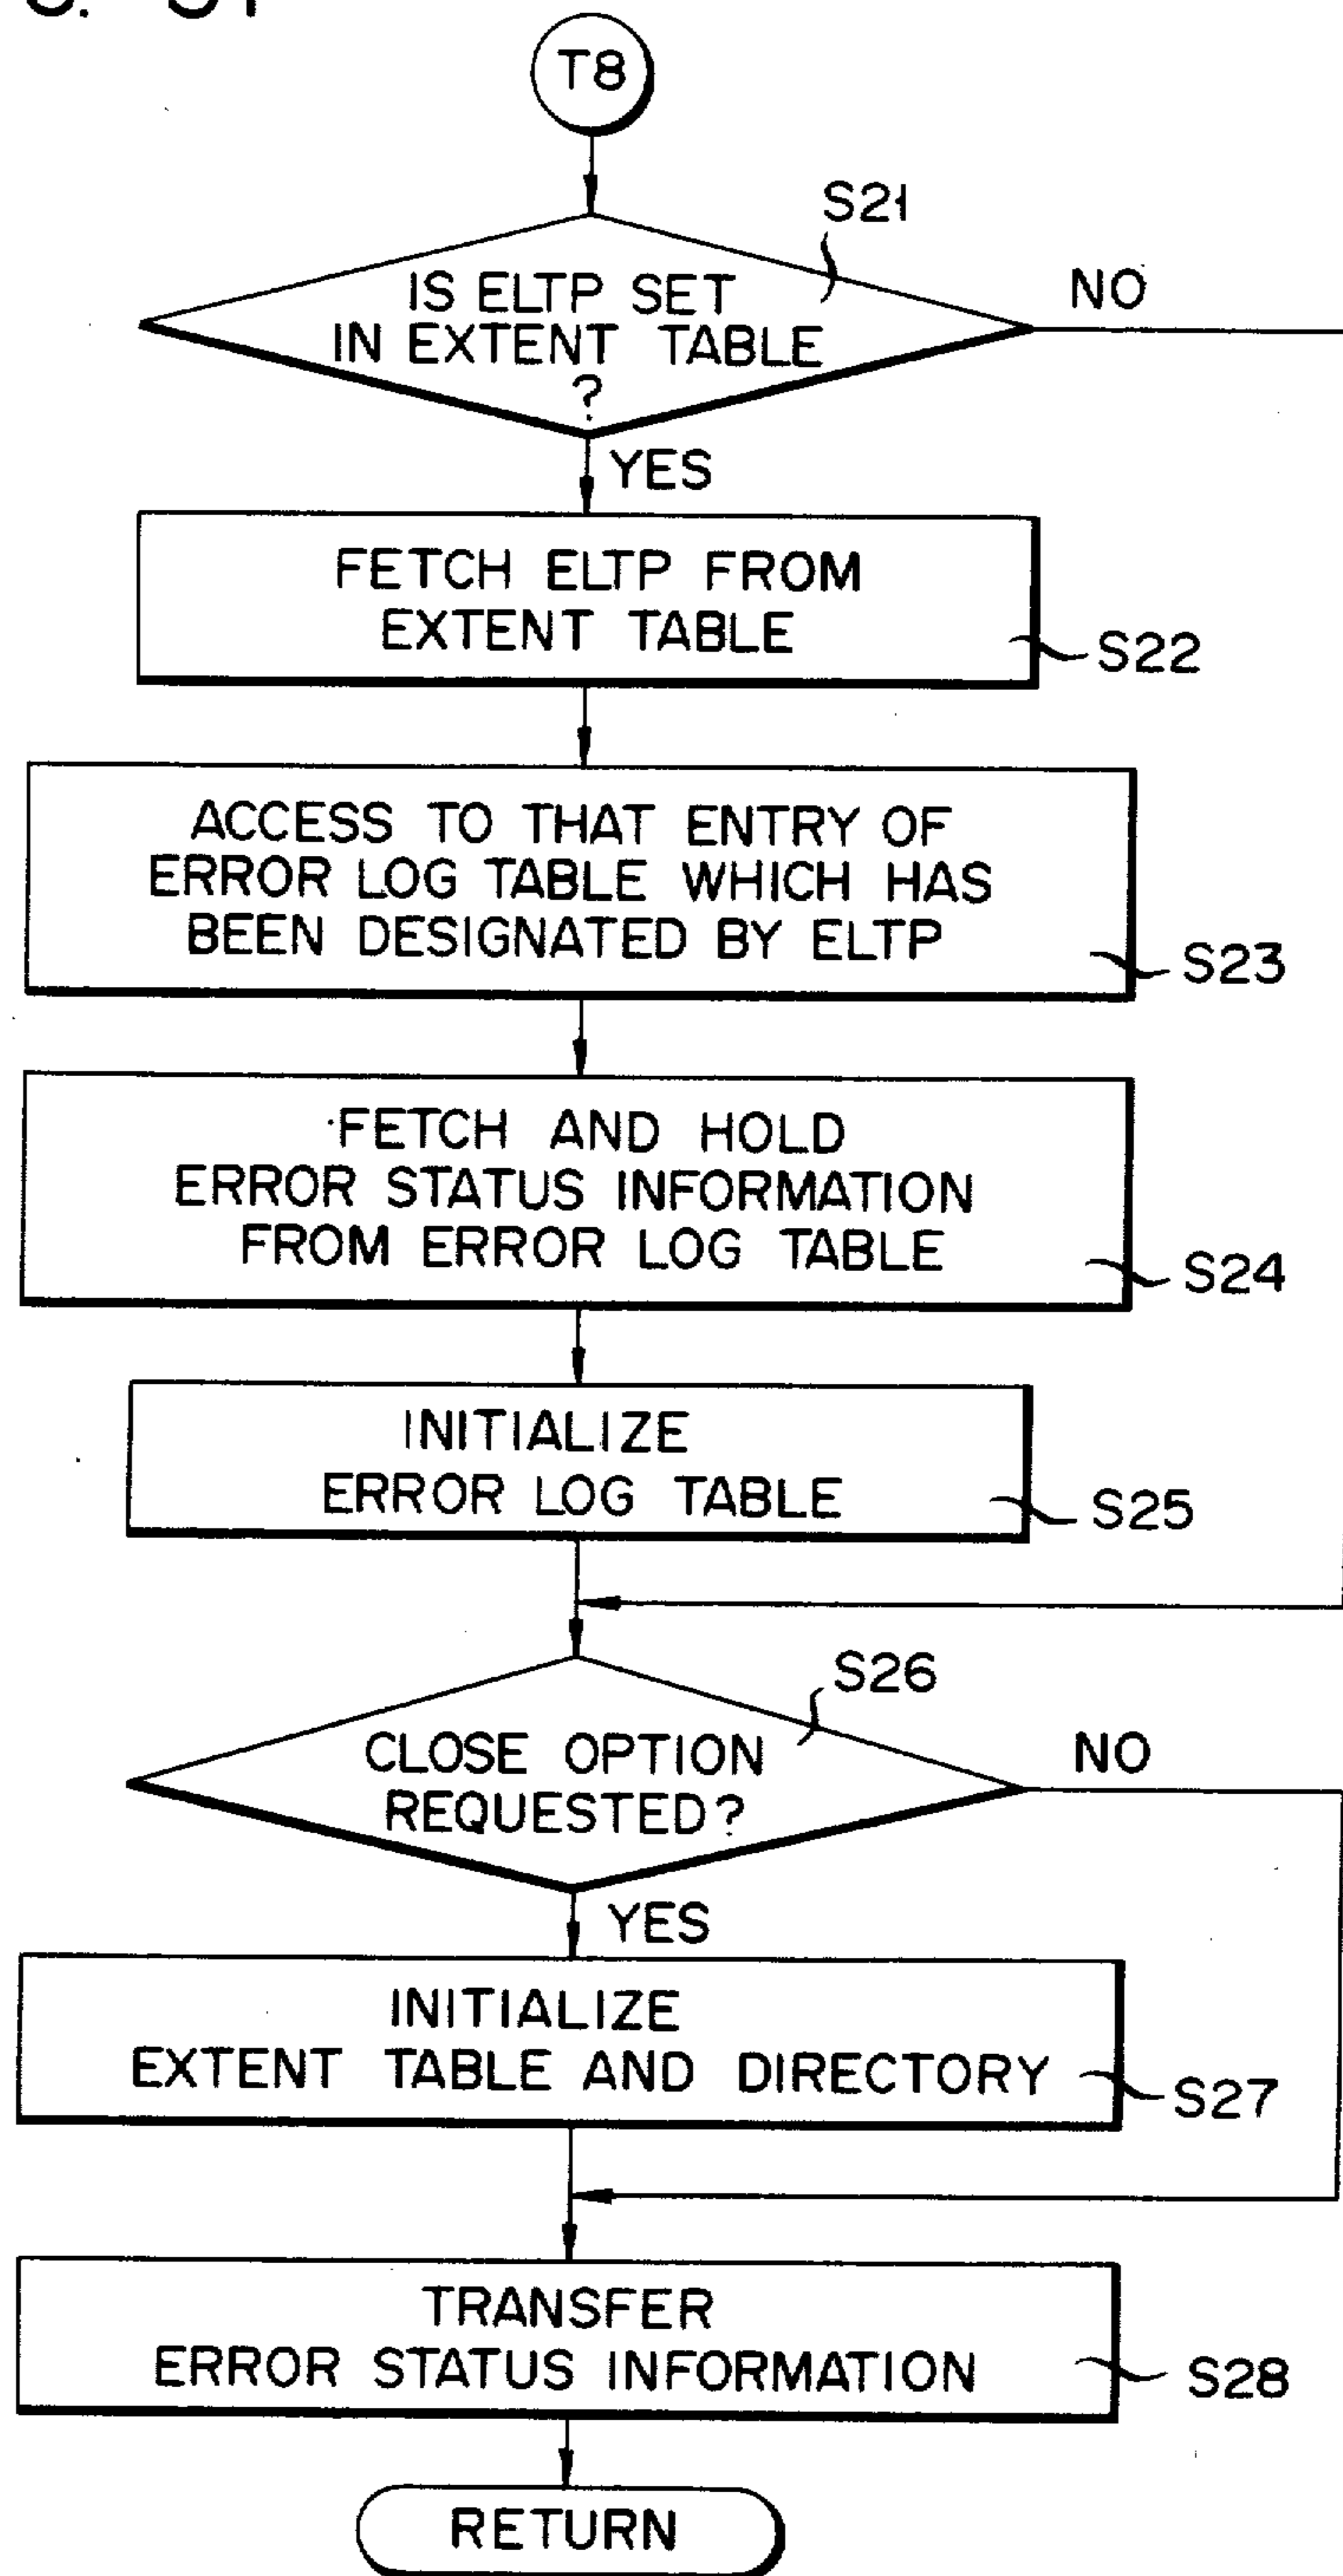 T8
S21
IS ELTP SET
IN EXTENT TABLE
?
NO
YES
FETCH ELTP FROM
EXTENT TABLE
S22
ACCESS TO THAT ENTRY OF
ERROR LOG TABLE WHICH HAS
BEEN DESIGNATED BY ELTP
S23
FETCH AND HOLD
ERROR STATUS INFORMATION
FROM ERROR LOG TABLE
S24
INITIALIZE
ERROR LOG TABLE
S25
S26
CLOSE OPTION
REQUESTED?
NO
YES
INITIALIZE
EXTENT TABLE AND DIRECTORY
S27
TRANSFER
ERROR STATUS INFORMATION
S28
RETURN